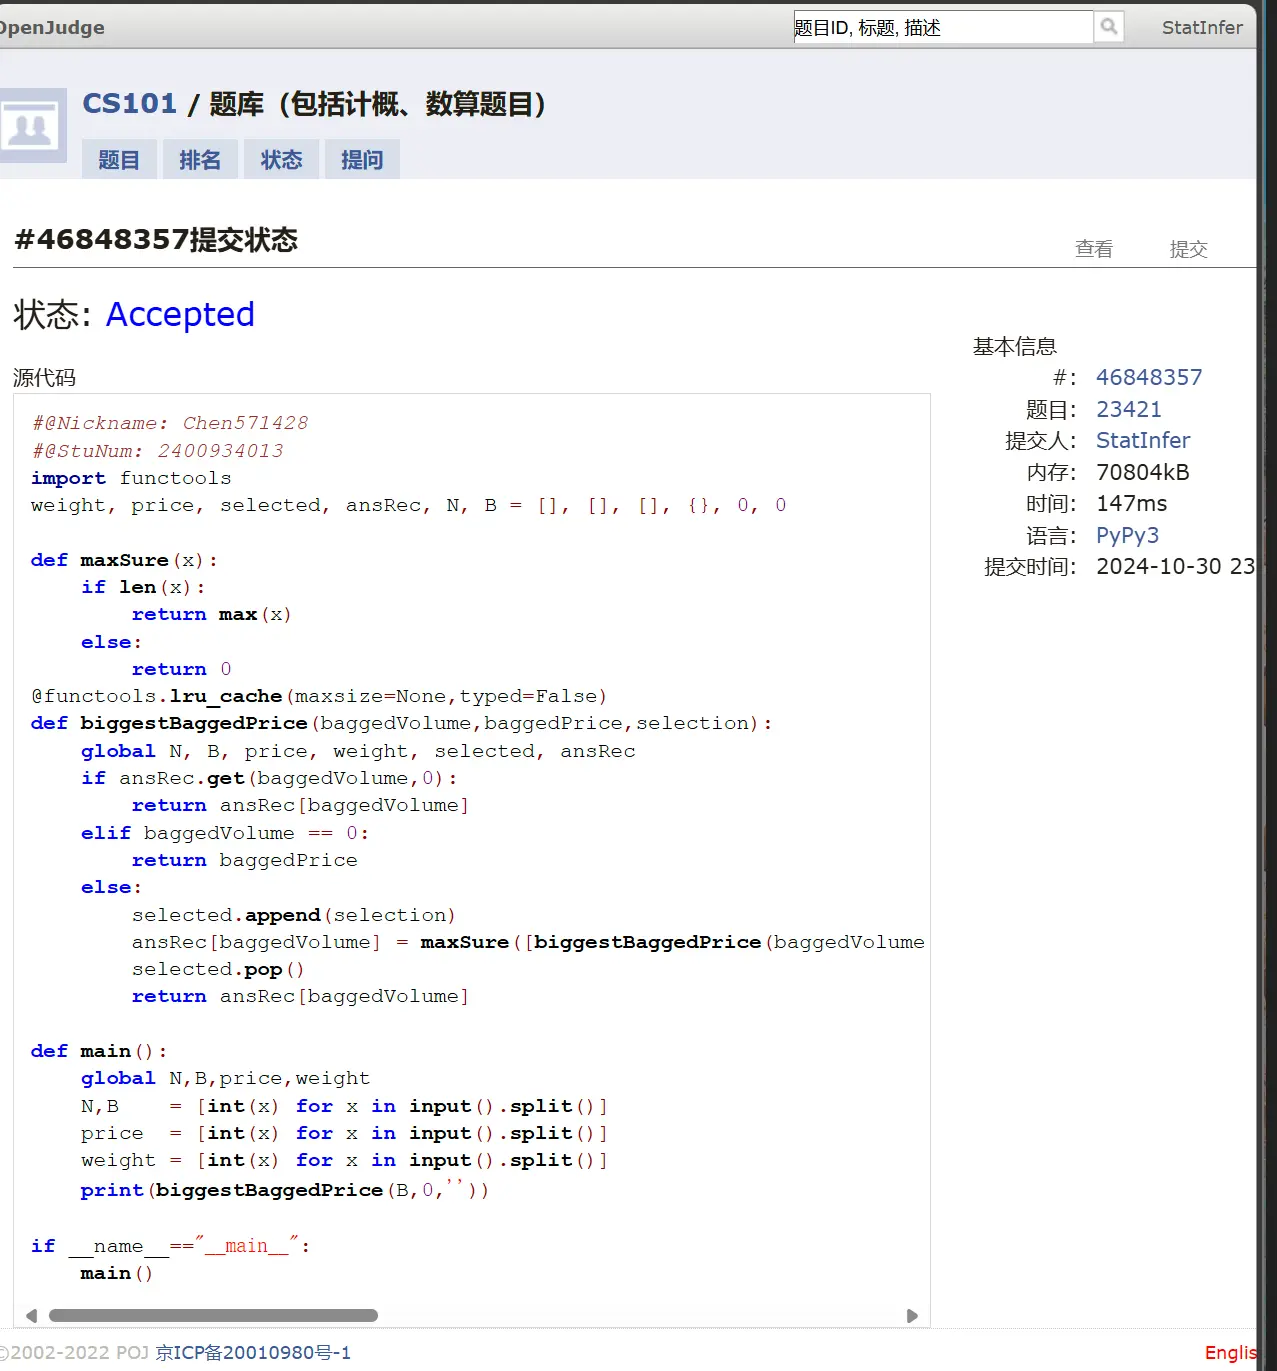 OpenJudge
题目ID, 标题, 描述
StatInfer
CS101 / 题库（包括计概、数算题目）
题目 排名 状态 提问
#46848357提交状态
查看 提交
状态: Accepted
源代码
#@Nickname: Chen571428
#@StuNum: 2400934013
import functools
weight, price, selected, ansRec, N, B = [], [], [], {}, 0, 0
def maxSure(x):
    if len(x):
        return max(x)
    else:
        return 0
@functools.lru_cache(maxsize=None,typed=False)
def biggestBaggedPrice(baggedVolume,baggedPrice,selection):
    global N, B, price, weight, selected, ansRec
    if ansRec.get(baggedVolume,0):
        return ansRec[baggedVolume]
    elif baggedVolume == 0:
        return baggedPrice
    else:
        selected.append(selection)
        ansRec[baggedVolume] = maxSure([biggestBaggedPrice(baggedVolume
        selected.pop()
        return ansRec[baggedVolume]
def main():
    global N,B,price,weight
    N,B    = [int(x) for x in input().split()]
    price  = [int(x) for x in input().split()]
    weight = [int(x) for x in input().split()]
    print(biggestBaggedPrice(B,0,''))
if __name__=="__main__":
    main()
基本信息
#: 46848357
题目: 23421
提交人: StatInfer
内存: 70804kB
时间: 147ms
语言: PyPy3
提交时间: 2024-10-30 23
©2002-2022 POJ 京ICP备20010980号-1
Englis